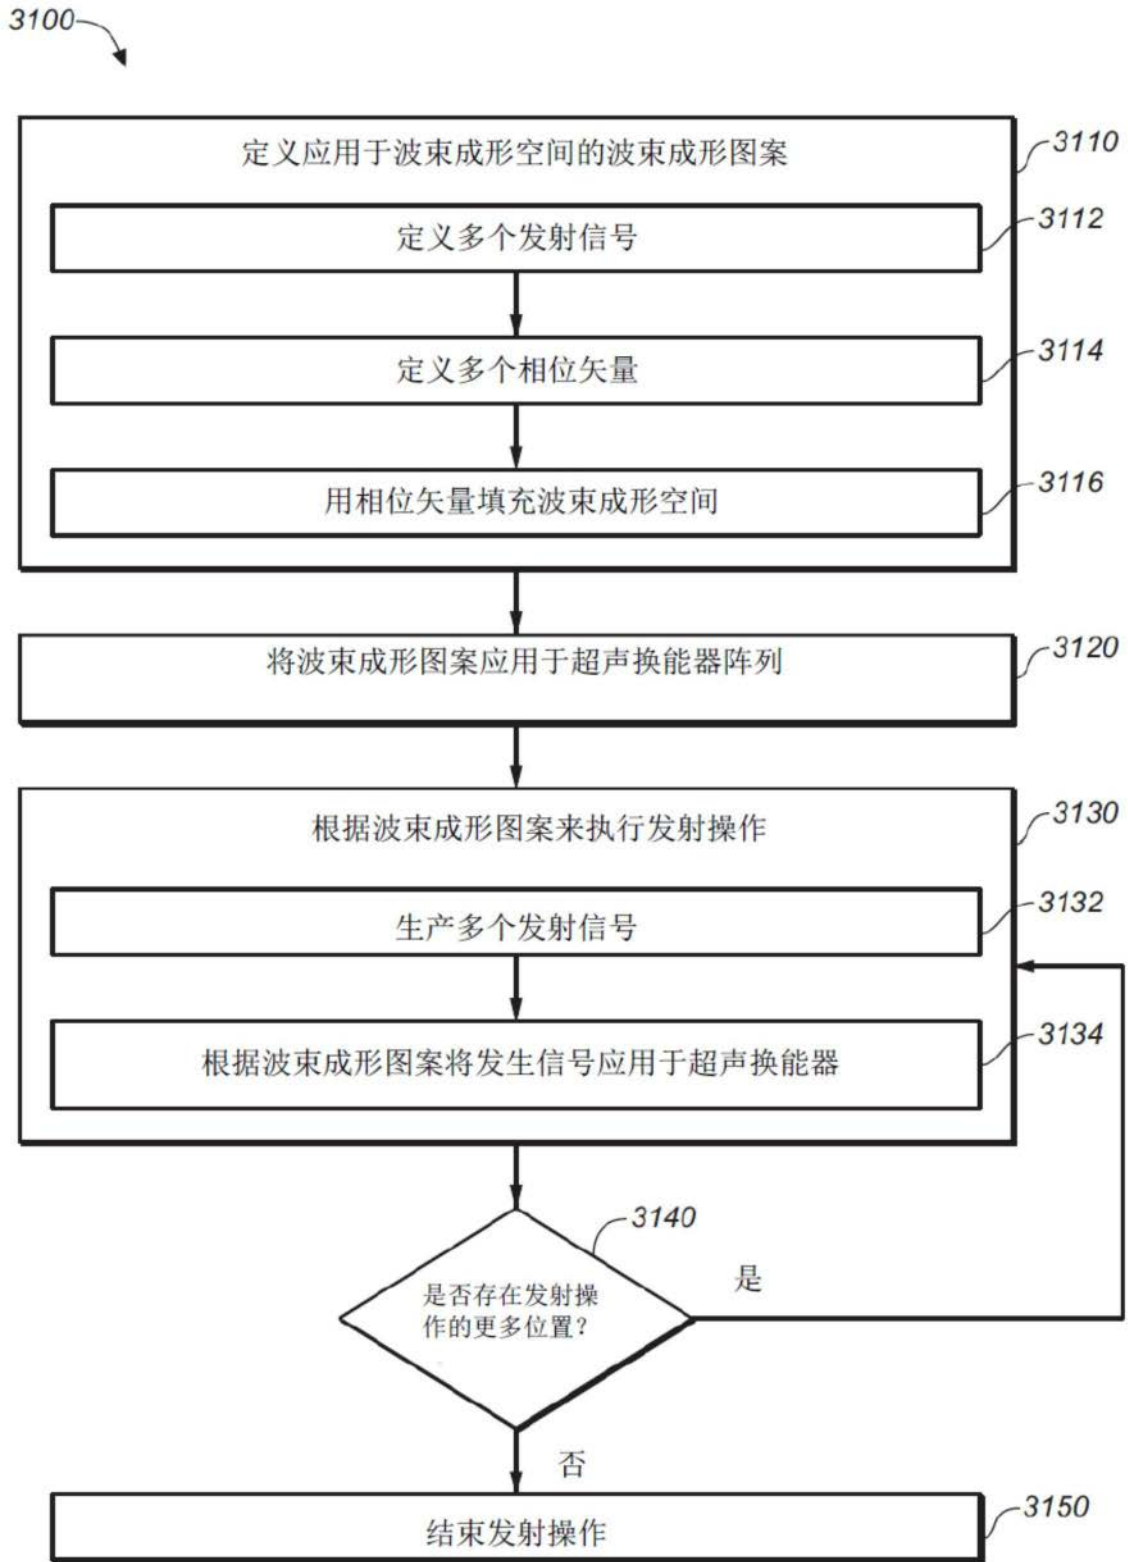 3100
定义应用于波束成形空间的波束成形图案
3110
定义多个发射信号
3112
定义多个相位矢量
3114
用相位矢量填充波束成形空间
3116
将波束成形图案应用于超声换能器阵列
3120
根据波束成形图案来执行发射操作
3130
生产多个发射信号
3132
根据波束成形图案将发生信号应用于超声换能器
3134
3140
是否存在发射操
作的更多位置?
是
否
结束发射操作
3150